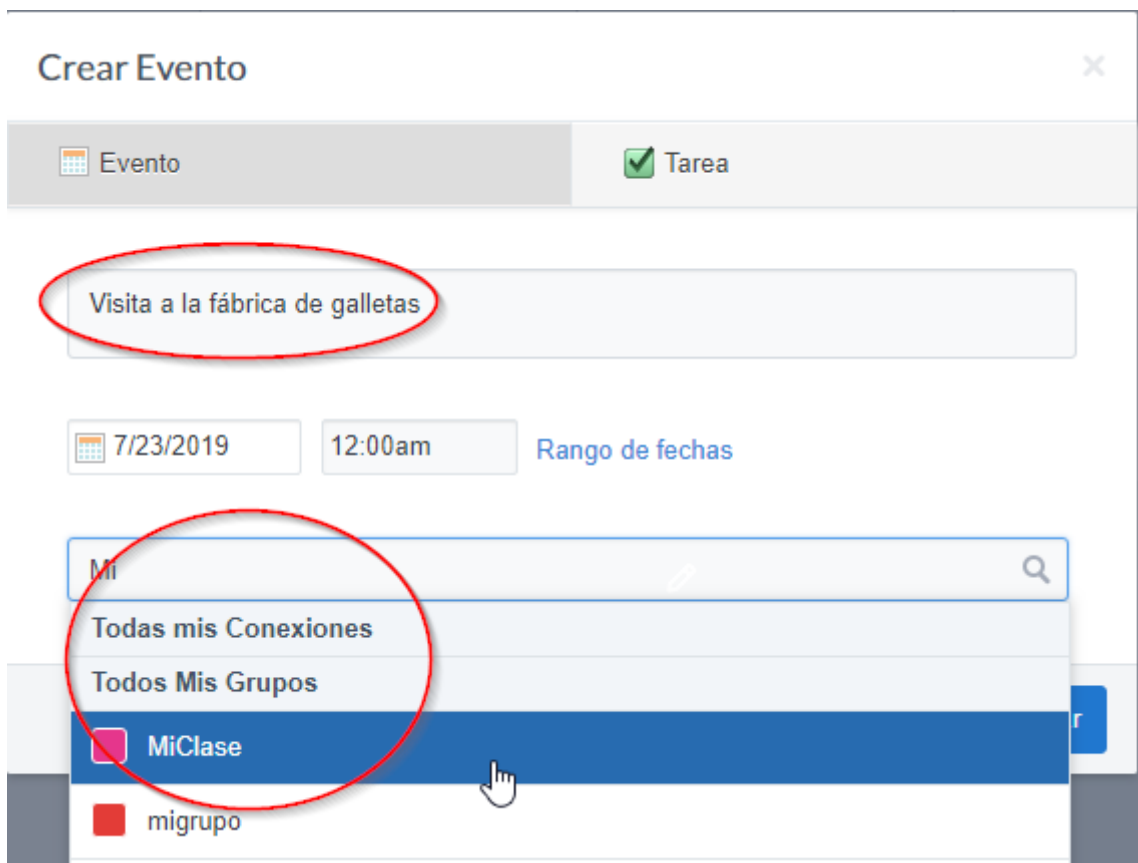 Crear Evento
Evento Tarea
Visita a la fábrica de galletas
7/23/2019 12:00am Rango de fechas
Mi
Todas mis Conexiones
Todos Mis Grupos
MiClase
r
migrupo